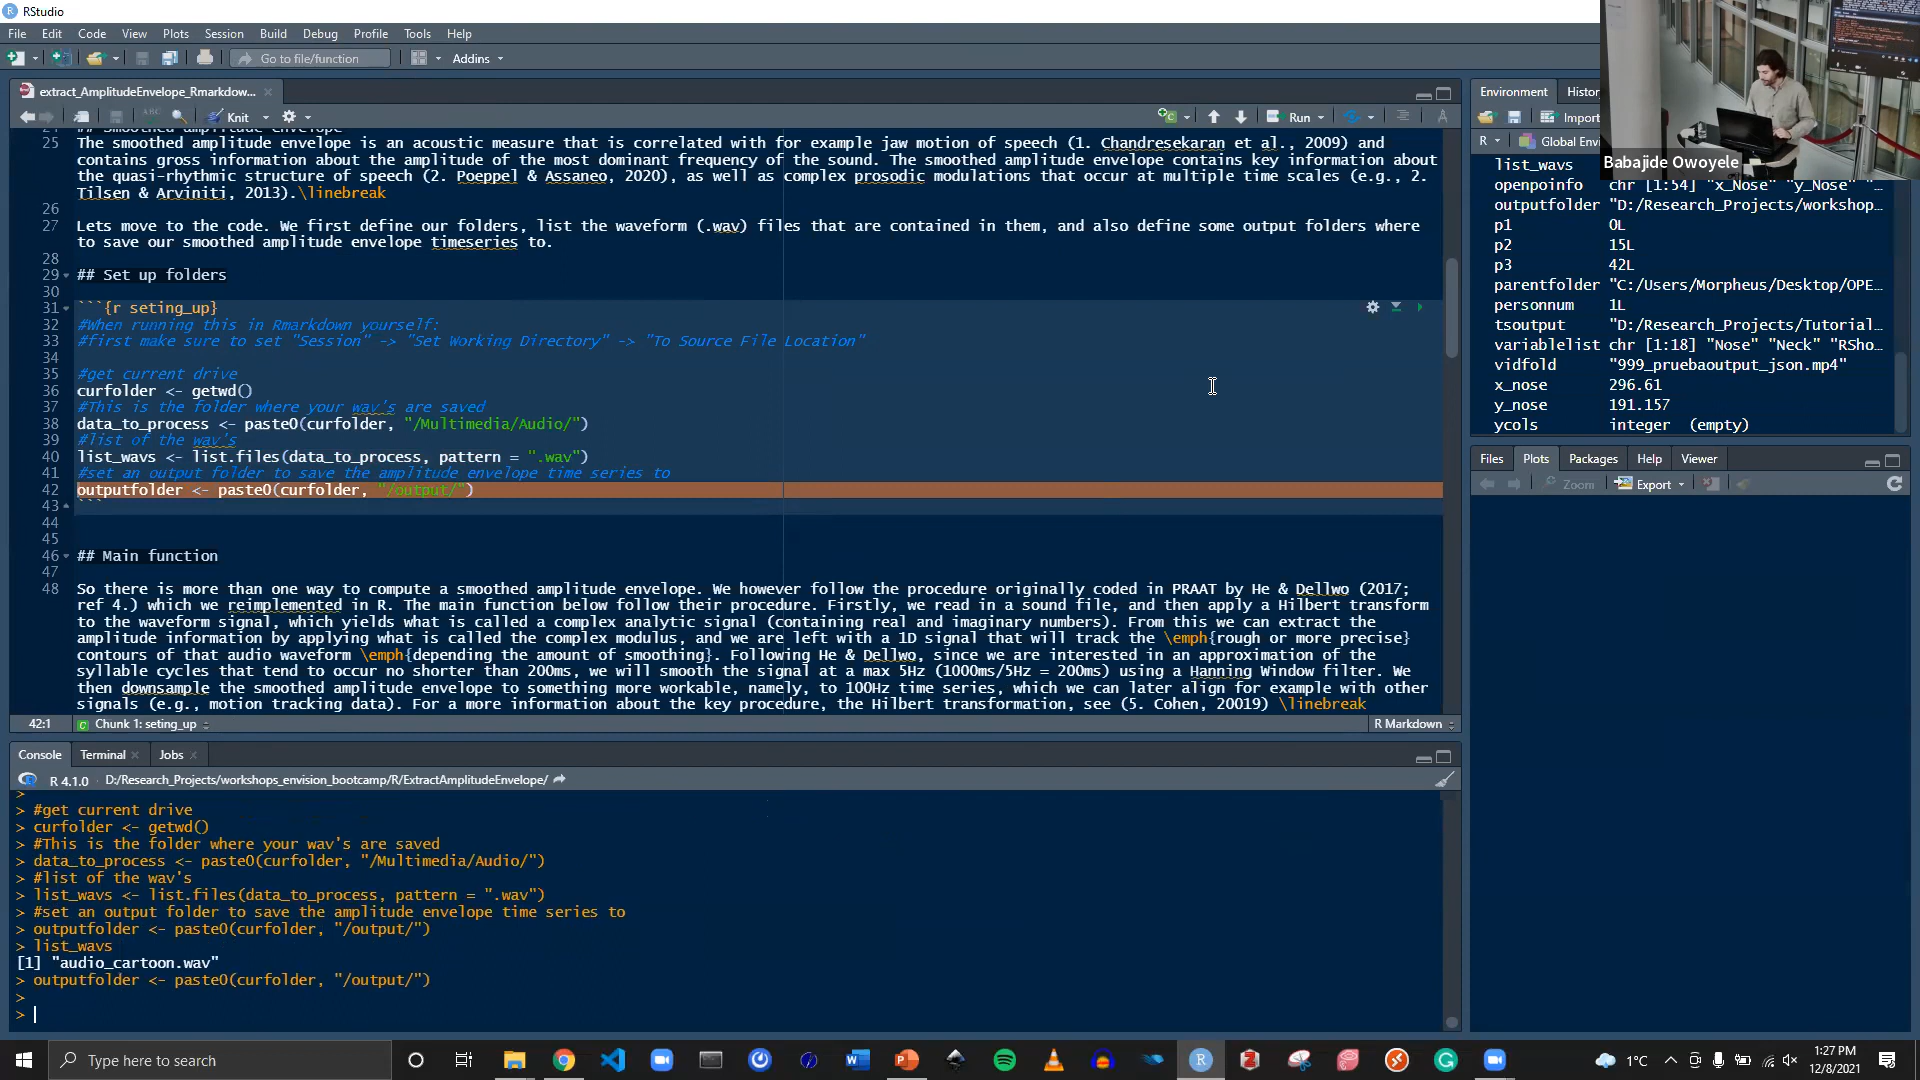 RStudio
File Edit Code View Plots Session Build Debug Profile Tools Help
Go to file/function Addins
extract_AmplitudeEnvelope_Rmarkdow...
Knit Run
25 The smoothed amplitude envelope is an acoustic measure that is correlated with for example jaw motion of speech (1. Chandresekaran et al., 2009) and
contains gross information about the amplitude of the most dominant frequency of the sound. The smoothed amplitude envelope contains key information about
the quasi-rhythmic structure of speech (2. Poeppel & Assaneo, 2020), as well as complex prosodic modulations that occur at multiple time scales (e.g., 2.
Tilsen & Arviniti, 2013).\linebreak
26
27 Lets move to the code. We first define our folders, list the waveform (.wav) files that are contained in them, and also define some output folders where
to save our smoothed amplitude envelope timeseries to.
28
29 ## Set up folders
30
31 ```{r seting_up}
32 #When running this in Rmarkdown yourself:
33 #first make sure to set "Session" -> "Set Working Directory" -> "To Source File Location"
34
35 #get current drive
36 curfolder <- getwd()
37 #This is the folder where your wav's are saved
38 data_to_process <- paste0(curfolder, "/Multimedia/Audio/")
39 #list of the wav's
40 list_wavs <- list.files(data_to_process, pattern = ".wav")
41 #set an output folder to save the amplitude envelope time series to
42 outputfolder <- paste0(curfolder, "/output/")
43 ```
44
45
46 ## Main function
47
48 So there is more than one way to compute a smoothed amplitude envelope. We however follow the procedure originally coded in PRAAT by He & Dellwo (2017;
ref 4.) which we reimplemented in R. The main function below follow their procedure. Firstly, we read in a sound file, and then apply a Hilbert transform
to the waveform signal, which yields what is called a complex analytic signal (containing real and imaginary numbers). From this we can extract the
amplitude information by applying what is called the complex modulus, and we are left with a 1D signal that will track the \emph{rough or more precise}
contours of that audio waveform \emph{depending the amount of smoothing}. Following He & Dellwo, since we are interested in an approximation of the
syllable cycles that tend to occur no shorter than 200ms, we will smooth the signal at a max 5Hz (1000ms/5Hz = 200ms) using a Hanning Window filter. We
then downsample the smoothed amplitude envelope to something more workable, namely, to 100Hz time series, which we can later align for example with other
signals (e.g., motion tracking data). For a more information about the key procedure, the Hilbert transformation, see (5. Cohen, 20019) \linebreak
42:1 Chunk 1: seting_up R Markdown
Console Terminal Jobs
R 4.1.0 · D:/Research_Projects/workshops_envision_bootcamp/R/ExtractAmplitudeEnvelope/
>
> #get current drive
> curfolder <- getwd()
> #This is the folder where your wav's are saved
> data_to_process <- paste0(curfolder, "/Multimedia/Audio/")
> #list of the wav's
> list_wavs <- list.files(data_to_process, pattern = ".wav")
> #set an output folder to save the amplitude envelope time series to
> outputfolder <- paste0(curfolder, "/output/")
> list_wavs
[1] "audio_cartoon.wav"
> outputfolder <- paste0(curfolder, "/output/")
>
>
Environment Histor
Import
R Global Envi
Babajide Owoyele
list_wavs
openpoinfo chr [1:54] "x_Nose" "y_Nose" "...
outputfolder "D:/Research_Projects/workshop...
p1 0L
p2 15L
p3 42L
parentfolder "C:/Users/Morpheus/Desktop/OPE...
personnum 1L
tsoutput "D:/Research_Projects/Tutorial...
variablelist chr [1:18] "Nose" "Neck" "RSho...
vidfold "999_pruebaoutput_json.mp4"
x_nose 296.61
y_nose 191.157
ycols integer (empty)
Files Plots Packages Help Viewer
Zoom Export
Type here to search
1°C
1:27 PM
12/8/2021